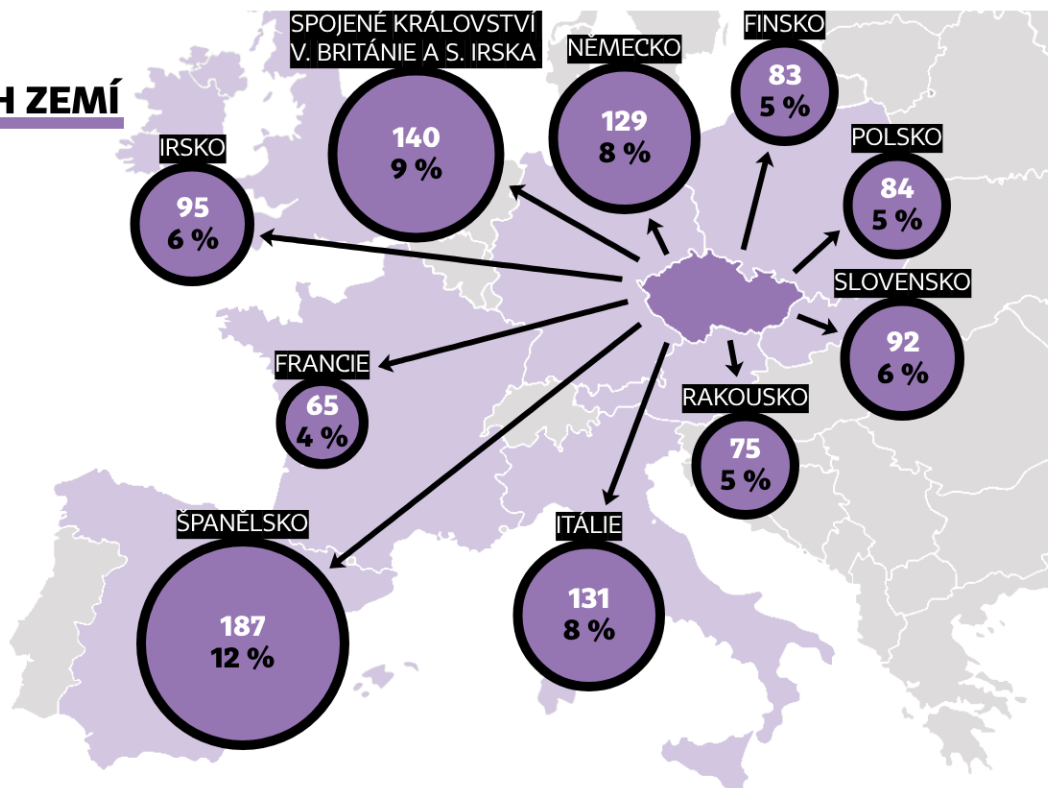 H ZEMÍ
SPOJENÉ KRÁLOVSTVÍ
V. BRITÁNIE A S. IRSKA
140
9 %
NĚMECKO
129
8 %
FINSKO
83
5 %
POLSKO
84
5 %
IRSKO
95
6 %
SLOVENSKO
92
6 %
FRANCIE
65
4 %
RAKOUSKO
75
5 %
ŠPANĚLSKO
187
12 %
ITÁLIE
131
8 %